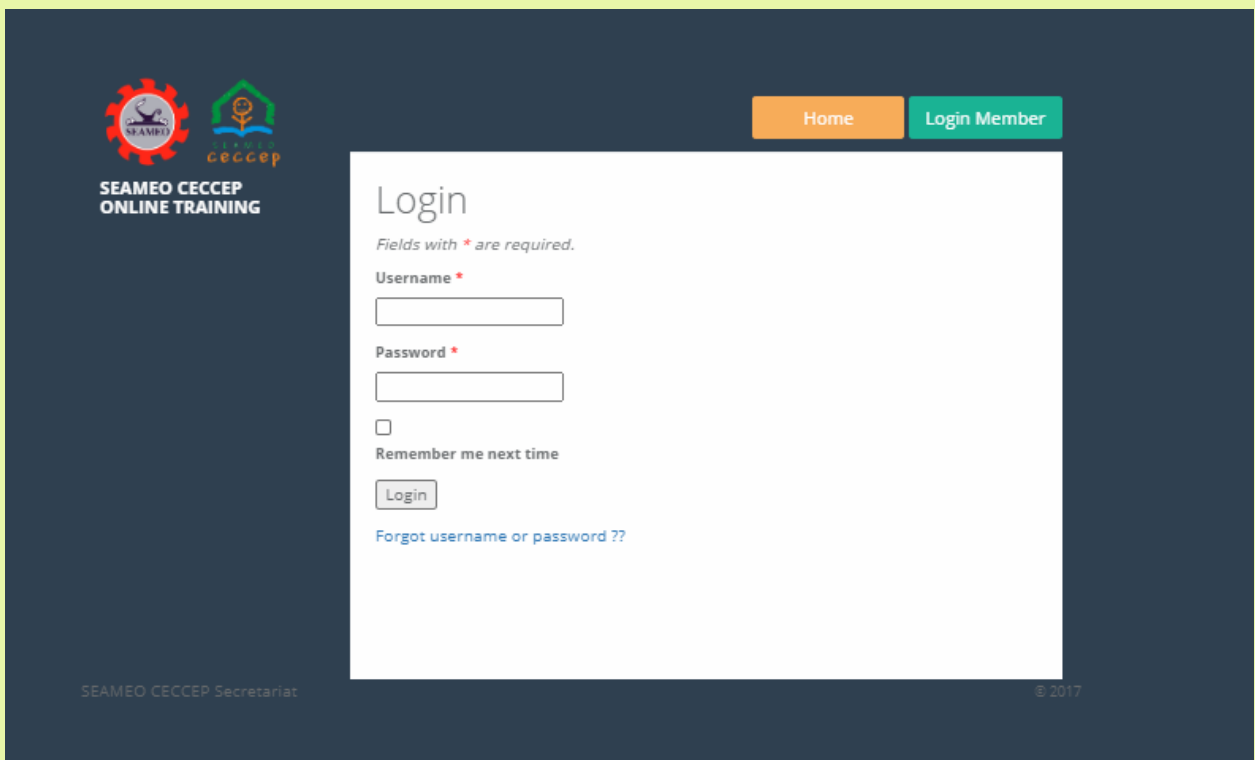 SEAMEO
SEAMEO
ceccep
SEAMEO CECCEP
ONLINE TRAINING
Home
Login Member
Login
Fields with * are required.
Username *
Password *
Remember me next time
Login
Forgot username or password ??
SEAMEO CECCEP Secretariat
© 2017